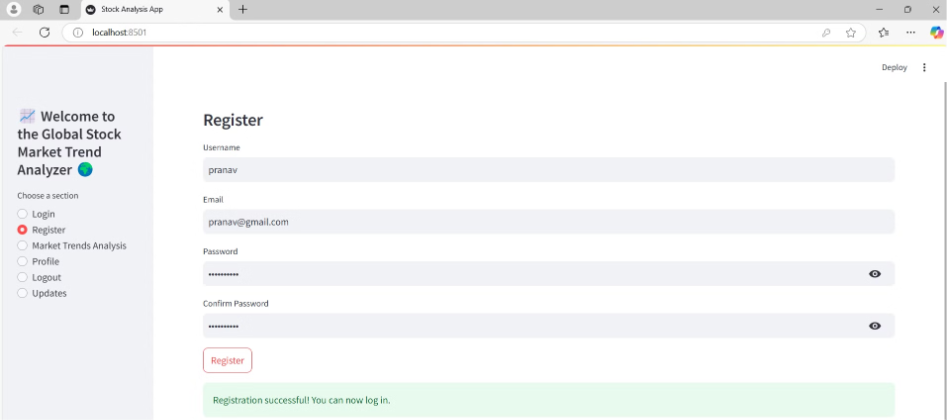 Stock Analysis App
localhost:8501
Deploy
📈 Welcome to
the Global Stock
Market Trend
Analyzer 🌍
Choose a section
Login
Register
Market Trends Analysis
Profile
Logout
Updates
Register
Username
pranav
Email
pranav@gmail.com
Password
••••••••••
Confirm Password
••••••••••
Register
Registration successful! You can now log in.